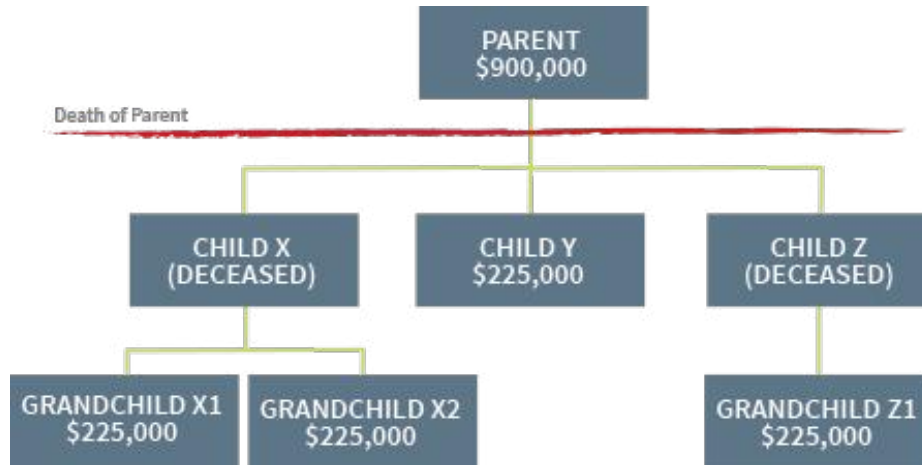 PARENT
$900,000
Death of Parent
CHILD X
(DECEASED)
CHILD Y
$225,000
CHILD Z
(DECEASED)
GRANDCHILD X1
$225,000
GRANDCHILD X2
$225,000
GRANDCHILD Z1
$225,000